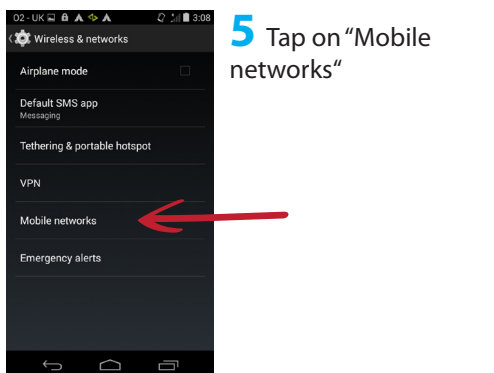 O2 - UK 3:08
Wireless & networks
Airplane mode
Default SMS app
Messaging
Tethering & portable hotspot
VPN
Mobile networks
Emergency alerts
5 Tap on "Mobile
networks"